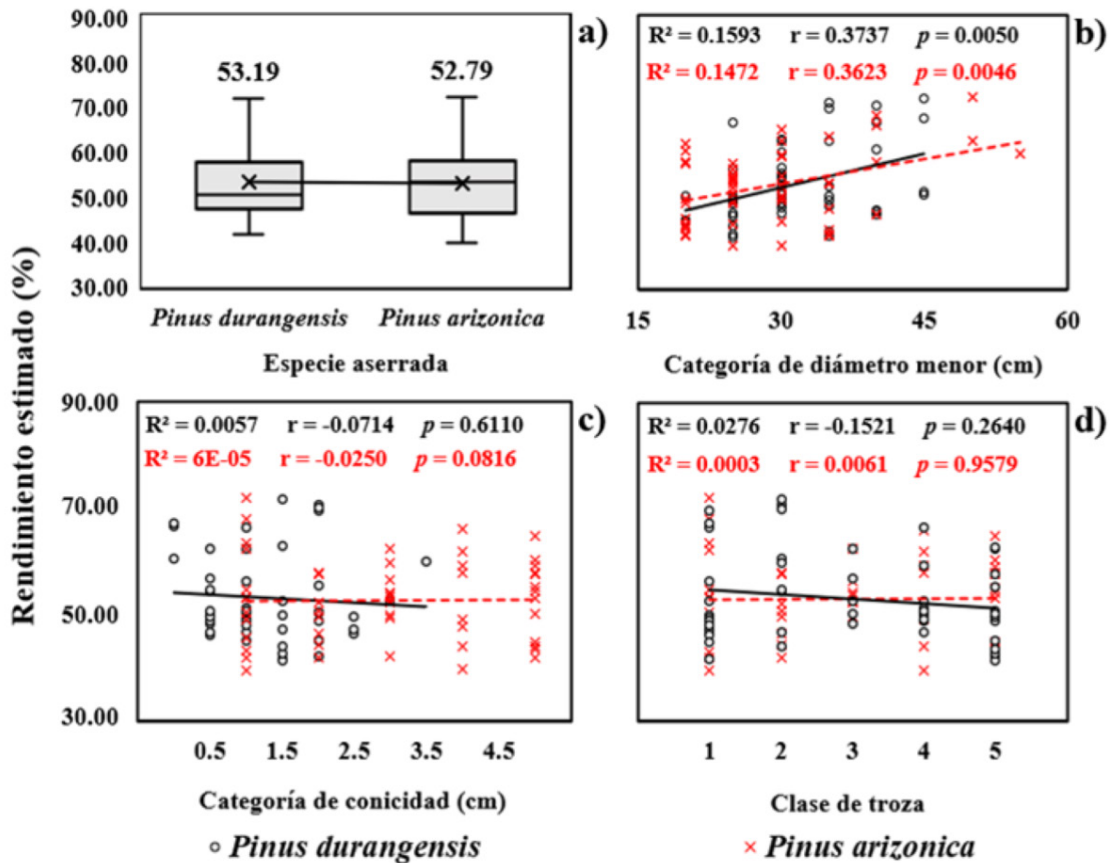 Rendimiento estimado (%)
a)
90.00
80.00
70.00
60.00
50.00
40.00
30.00
53.19
52.79
Pinus durangensis
Pinus arizonica
Especie aserrada
b)
R² = 0.1593 r = 0.3737 p = 0.0050
R² = 0.1472 r = 0.3623 p = 0.0046
15 30 45 60
Categoría de diámetro menor (cm)
c)
90.00
70.00
50.00
30.00
R² = 0.0057 r = -0.0714 p = 0.6110
R² = 6E-05 r = -0.0250 p = 0.0816
0.5 1.5 2.5 3.5 4.5
Categoría de conicidad (cm)
d)
R² = 0.0276 r = -0.1521 p = 0.2640
R² = 0.0003 r = 0.0061 p = 0.9579
1 2 3 4 5
Clase de troza
Pinus durangensis
Pinus arizonica